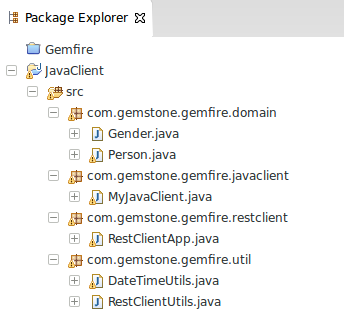 Package Explorer
Gemfire
JavaClient
src
com.gemstone.gemfire.domain
Gender.java
Person.java
com.gemstone.gemfire.javaclient
MyJavaClient.java
com.gemstone.gemfire.restclient
RestClientApp.java
com.gemstone.gemfire.util
DateTimeUtils.java
RestClientUtils.java